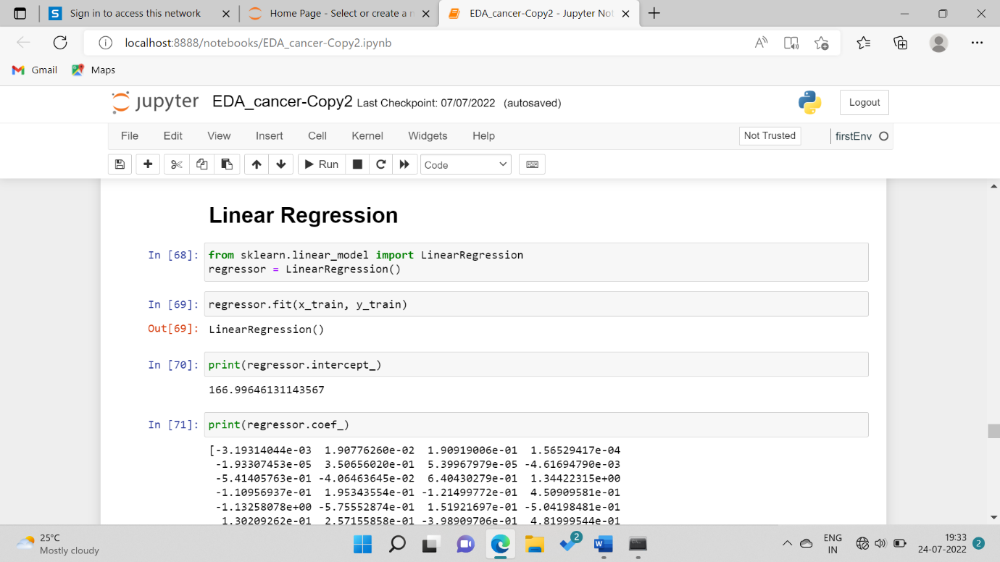 S Sign in to access this network
Home Page - Select or create a n
EDA_cancer-Copy2 - Jupyter Not
localhost:8888/notebooks/EDA_cancer-Copy2.ipynb
Gmail Maps
jupyter EDA_cancer-Copy2 Last Checkpoint: 07/07/2022 (autosaved)
Logout
File Edit View Insert Cell Kernel Widgets Help
Not Trusted
firstEnv
Run
Code
Linear Regression
In [68]: from sklearn.linear_model import LinearRegression
regressor = LinearRegression()
In [69]: regressor.fit(x_train, y_train)
Out[69]: LinearRegression()
In [70]: print(regressor.intercept_)
166.99646131143567
In [71]: print(regressor.coef_)
[-3.19314044e-03 1.90776260e-02 1.90919006e-01 1.56529417e-04
-1.93307453e-05 3.50656020e-01 5.39967979e-05 -4.61694790e-03
-5.41405763e-01 -4.06463645e-02 6.40430279e-01 1.34422315e+00
-1.10956937e-01 1.95343554e-01 -1.21499772e-01 4.50909581e-01
-1.13258078e+00 -5.75552874e-01 1.51921697e-01 -5.04198481e-01
1.30209262e-01 2.57155858e-01 -3.98909706e-01 4.81999544e-01
25°C
Mostly cloudy
2
W
ENG
IN
19:33
24-07-2022
2